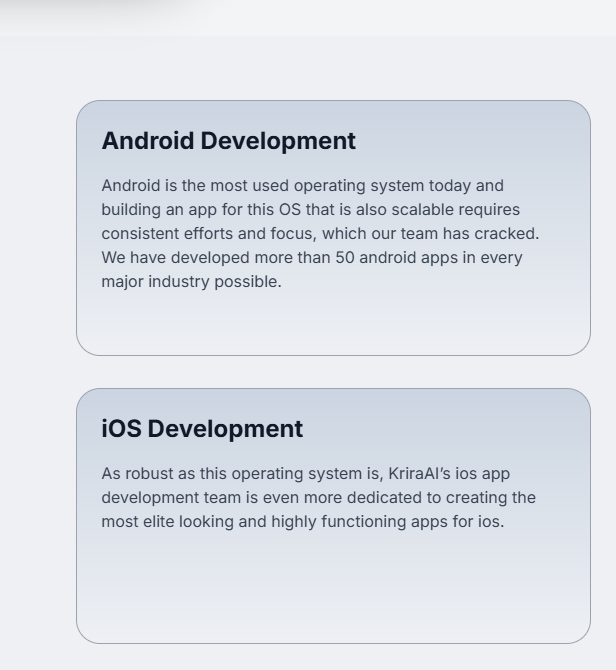 Android Development
Android is the most used operating system today and
building an app for this OS that is also scalable requires
consistent efforts and focus, which our team has cracked.
We have developed more than 50 android apps in every
major industry possible.
iOS Development
As robust as this operating system is, KriraAI’s ios app
development team is even more dedicated to creating the
most elite looking and highly functioning apps for ios.